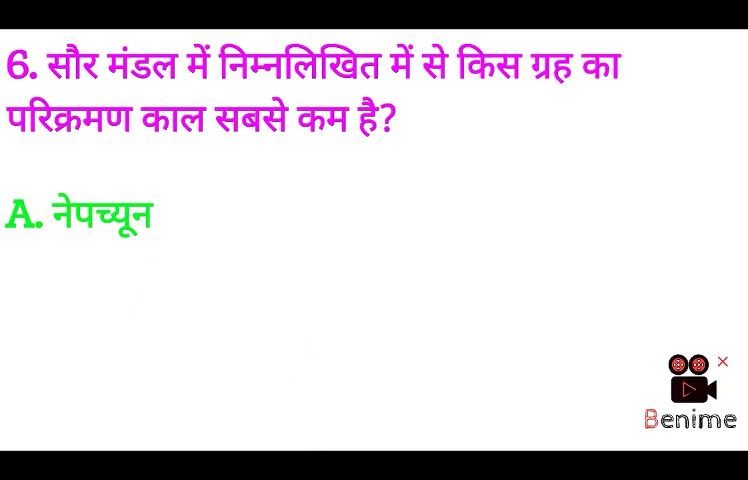 6. सौर मंडल में निम्नलिखित में से किस ग्रह का
परिक्रमण काल सबसे कम है?
A. नेपच्यून
Benime